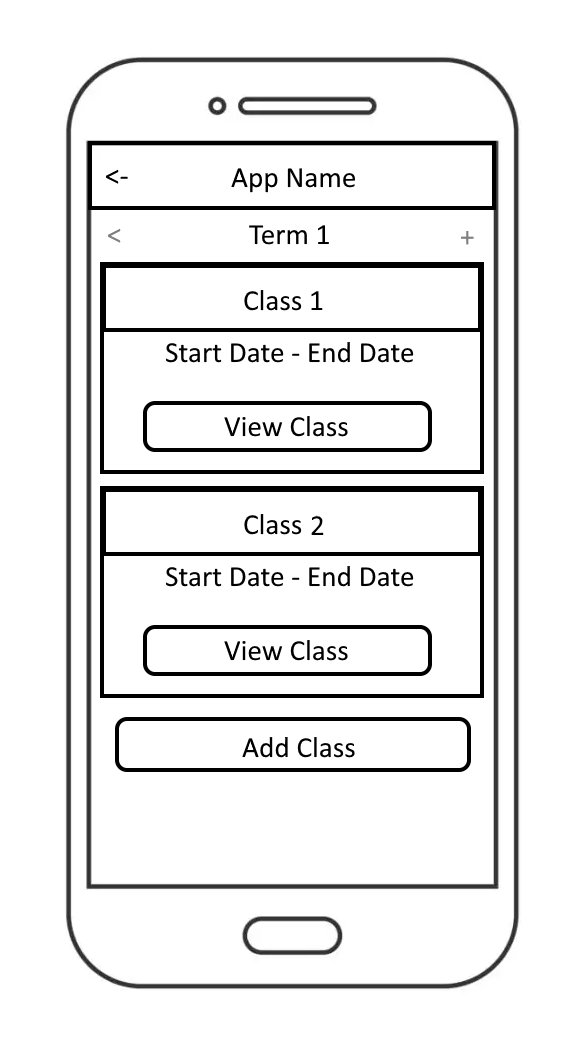 <- App Name
< Term 1 +
Class 1
Start Date - End Date
View Class
Class 2
Start Date - End Date
View Class
Add Class